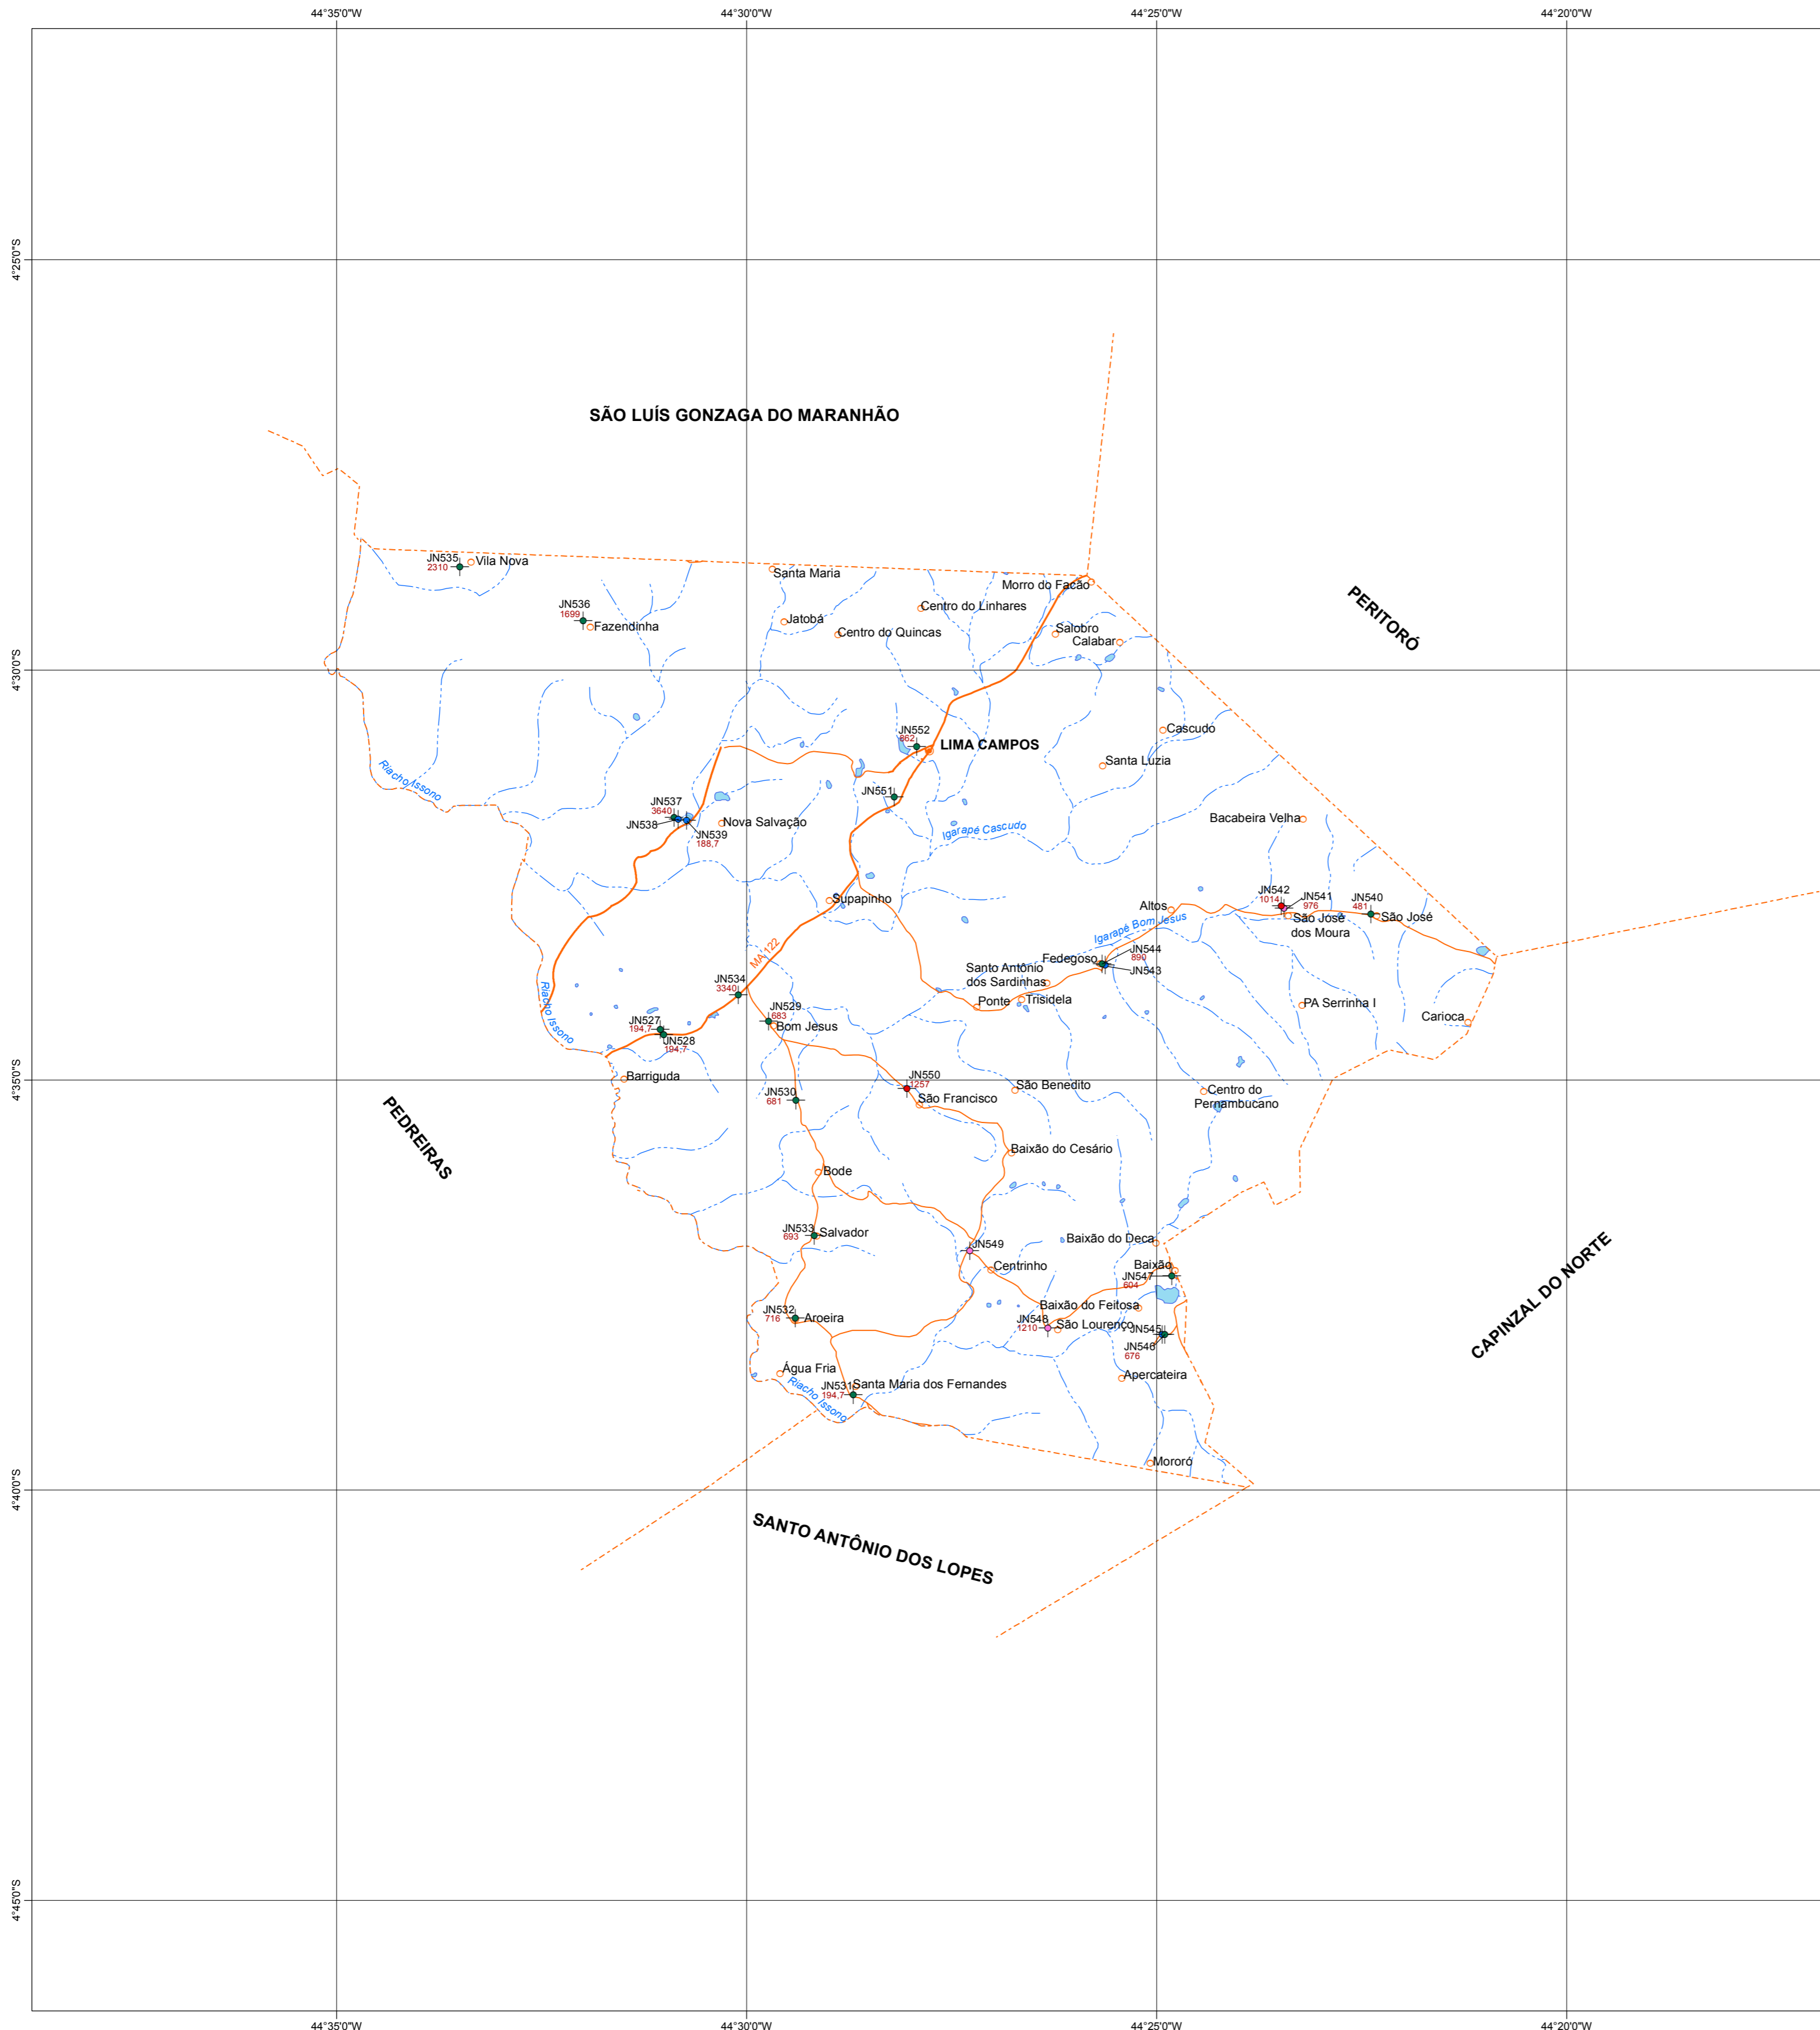 44°35'0"W 44°30'0"W 44°25'0"W 44°20'0"W
4°25'0"S
SÃO LUÍS GONZAGA DO MARANHÃO
JN535
2310
Vila Nova
Santa Maria
Morro do Facão
PERITORÓ
JN536
1699
Fazendinha
Centro do Linhares
Jatobá
Centro do Quincas
Salobro
Calabar
4°30'0"S
JN552
862
LIMA CAMPOS
Cascudo
Santa Luzia
Riacho Issono
JN551
JN537
3640
JN538
JN539
188,7
Nova Salvação
Igarapé Cascudo
Bacabeira Velha
Supapinho
Altos
JN542
1014
JN541
976
São José
dos Moura
JN540
481
São José
Igarapé Bom Jesus
MA 122
Fedegoso
JN544
890
JN543
Santo Antônio
dos Sardinhas
JN534
3340
Ponte
Trisidela
PA Serrinha I
Carioca
Riacho Issono
JN529
683
Bom Jesus
JN527
194,7
JN528
194,7
4°35'0"S
Barriguda
JN550
1257
São Francisco
São Benedito
Centro do
Pernambucano
JN530
681
PEDREIRAS
Baixão do Cesário
Bode
JN533
693
Salvador
JN549
Baixão do Deca
CAPINZAL DO NORTE
Centrinho
Baixão
JN547
604
Baixão do Feitosa
JN532
716
Aroeira
JN548
1210
São Lourenço
JN545
JN546
676
Água Fria
Apercateira
Riacho Issono
JN531
194,7
Santa Maria dos Fernandes
Mororó
4°40'0"S
SANTO ANTÔNIO DOS LOPES
4°45'0"S
44°35'0"W 44°30'0"W 44°25'0"W 44°20'0"W